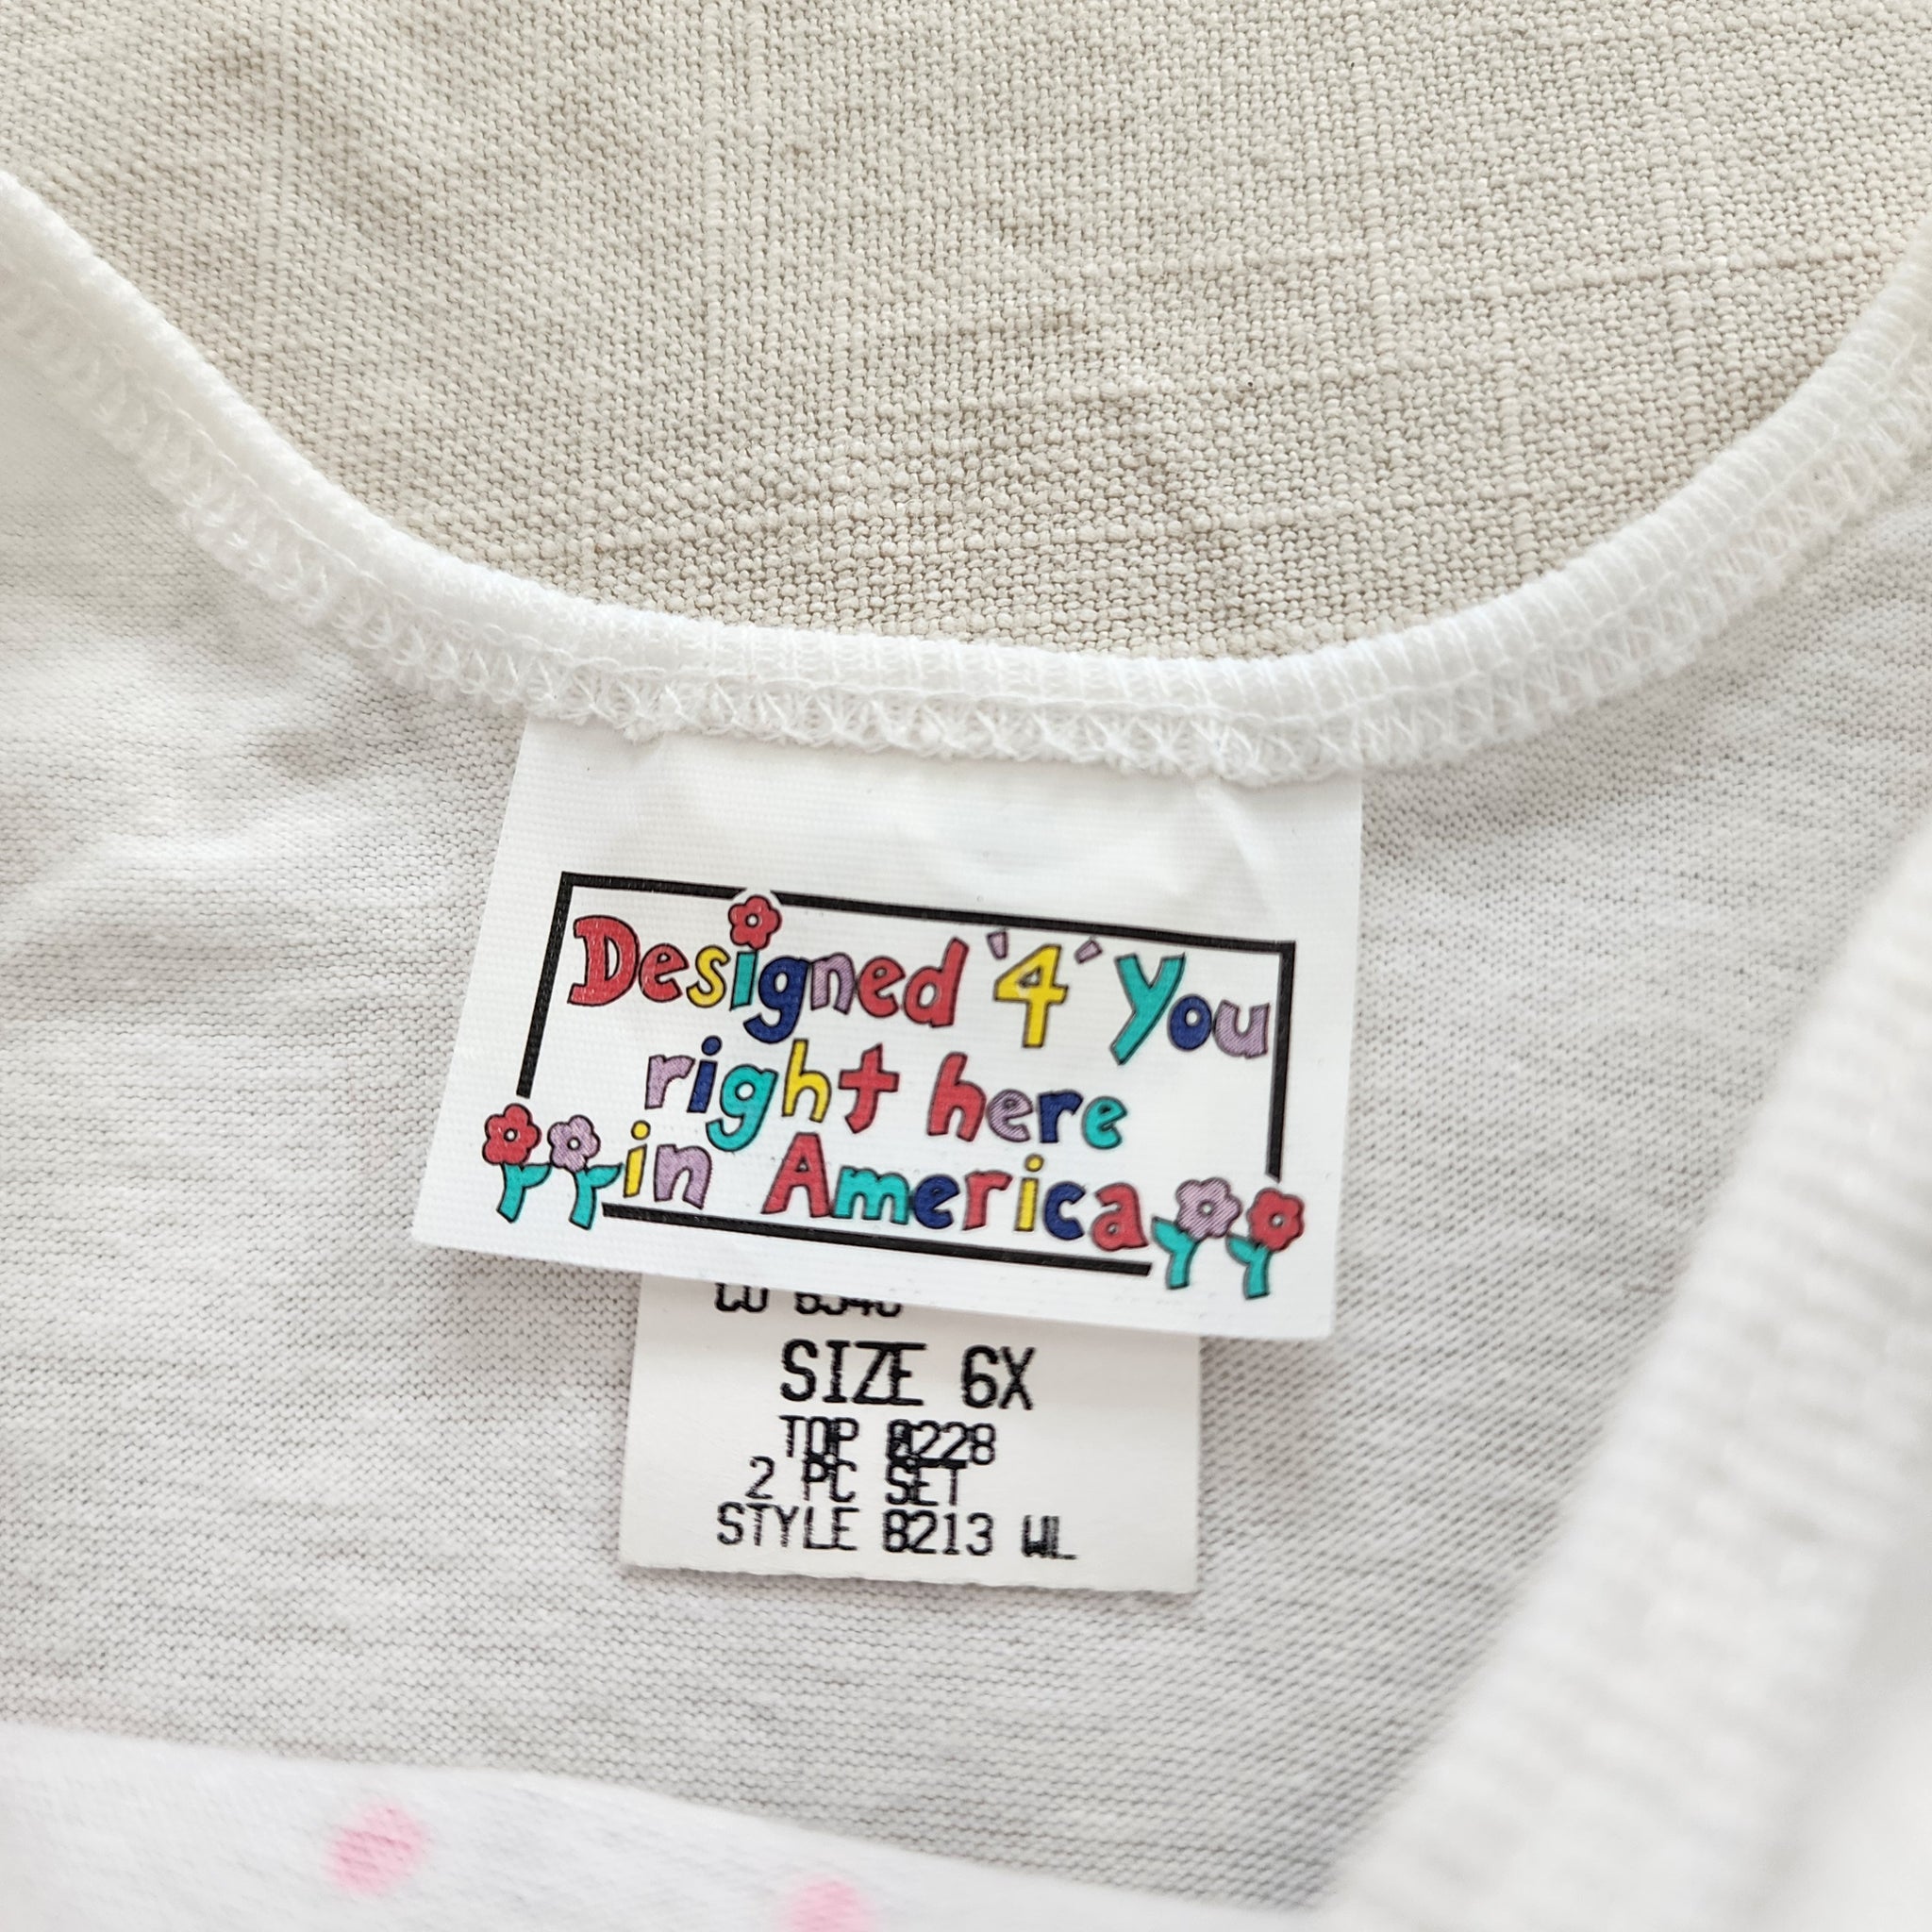 Designed '4' You
right here
in America
SIZE 6X
TOP 8228
2 PC SET
STYLE 8213 WL